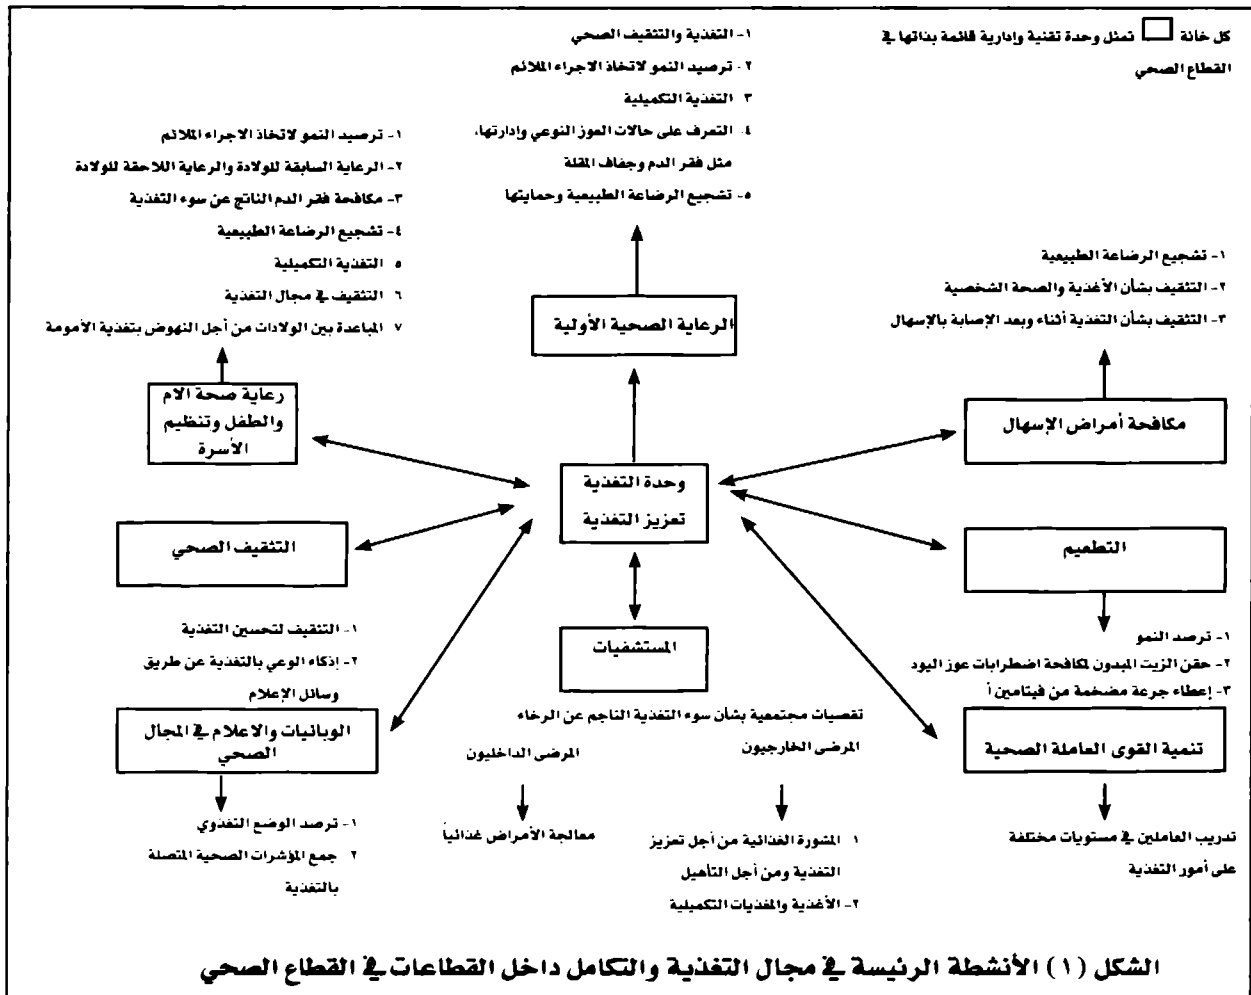 كل خانة تمثل وحدة تقنية وإدارية قائمة بذاتها في
القطاع الصحي
١- التغذية والتثقيف الصحي
٢- ترصيد النمو لاتخاذ الاجراء الملائم
٣ التغذية التكميلية
٤. التعرف على حالات العوز النوعي وإدارتها،
مثل فقر الدم وجفاف المقلة
٥- تشجيع الرضاعة الطبيعية وحمايتها
١- ترصيد النمو لاتخاذ الاجراء الملائم
٢- الرعاية السابقة للولادة والرعاية اللاحقة للولادة
٣- مكافحة فقر الدم الناتج عن سوء التغذية
٤- تشجيع الرضاعة الطبيعية
٥ التغذية التكميلية
٦ التثقيف في مجال التغذية
٧ المباعدة بين الولادات من أجل النهوض بتغذية الأمومة
١- تشجيع الرضاعة الطبيعية
٢- التثقيف بشأن الأغذية والصحة الشخصية
٣- التثقيف بشأن التغذية أثناء وبعد الإصابة بالإسهال
الرعاية الصحية الأولية
رعاية صحة الام
والطفل وتنظيم
الأسرة
مكافحة أمراض الإسهال
وحدة التغذية
تعزيز التغذية
التثقيف الصحي
التطعيم
١- التثقيف لتحسين التغذية
٢- إذكاء الوعي بالتغذية عن طريق
وسائل الإعلام
المستشفيات
١- ترصد النمو
٢- حقن الزيت الميدون لمكافحة اضطرابات عوز اليود
٣- إعطاء جرعة مضخمة من فيتامين أ
الوبائيات والاعلام في المجال
الصحي
تقصيات مجتمعية بشأن سوء التغذية الناجم عن الرخاء
المرضى الخارجيون
المرضى الداخليون
تنمية القوى العاملة الصحية
١- ترصد الوضع التغذوي
٢ جمع المؤشرات الصحية المتصلة
بالتغذية
معالجة الأمراض غذائياً
١ المشورة الغذائية من أجل تعزيز
التغذية ومن أجل التأهيل
٢- الأغذية والمغذيات التكميلية
تدريب العاملين في مستويات مختلفة
على أمور التغذية
الشكل (١) الأنشطة الرئيسة في مجال التغذية والتكامل داخل القطاعات في القطاع الصحي